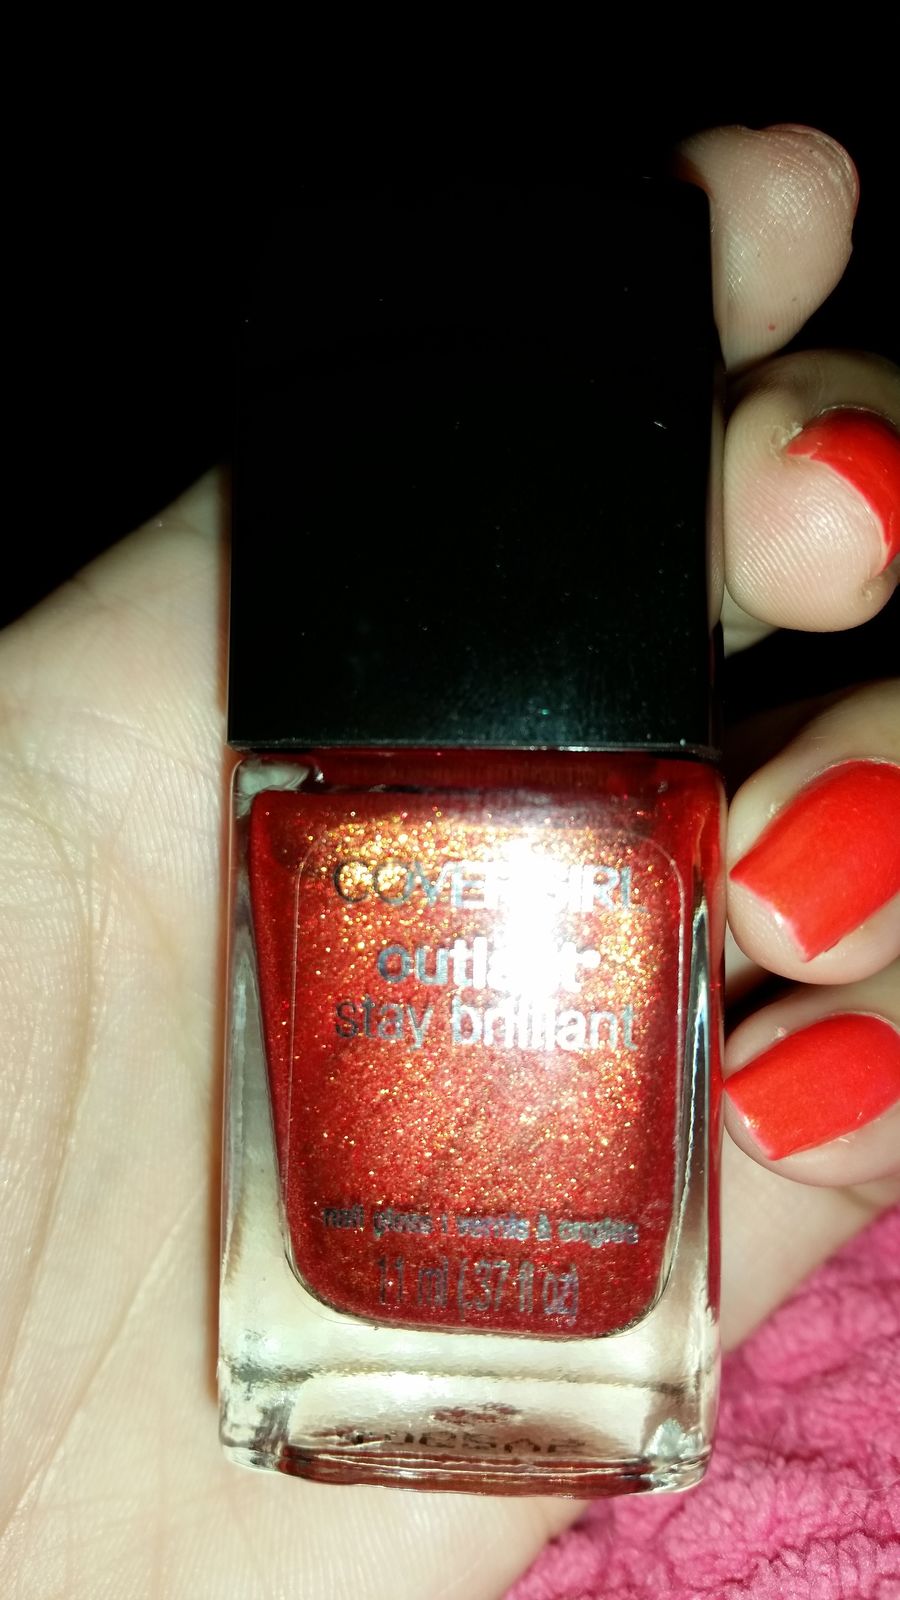 COVERGIRL
outlast
stay brilliant
nail gloss | vernis à ongles
11 ml (.37 fl oz)